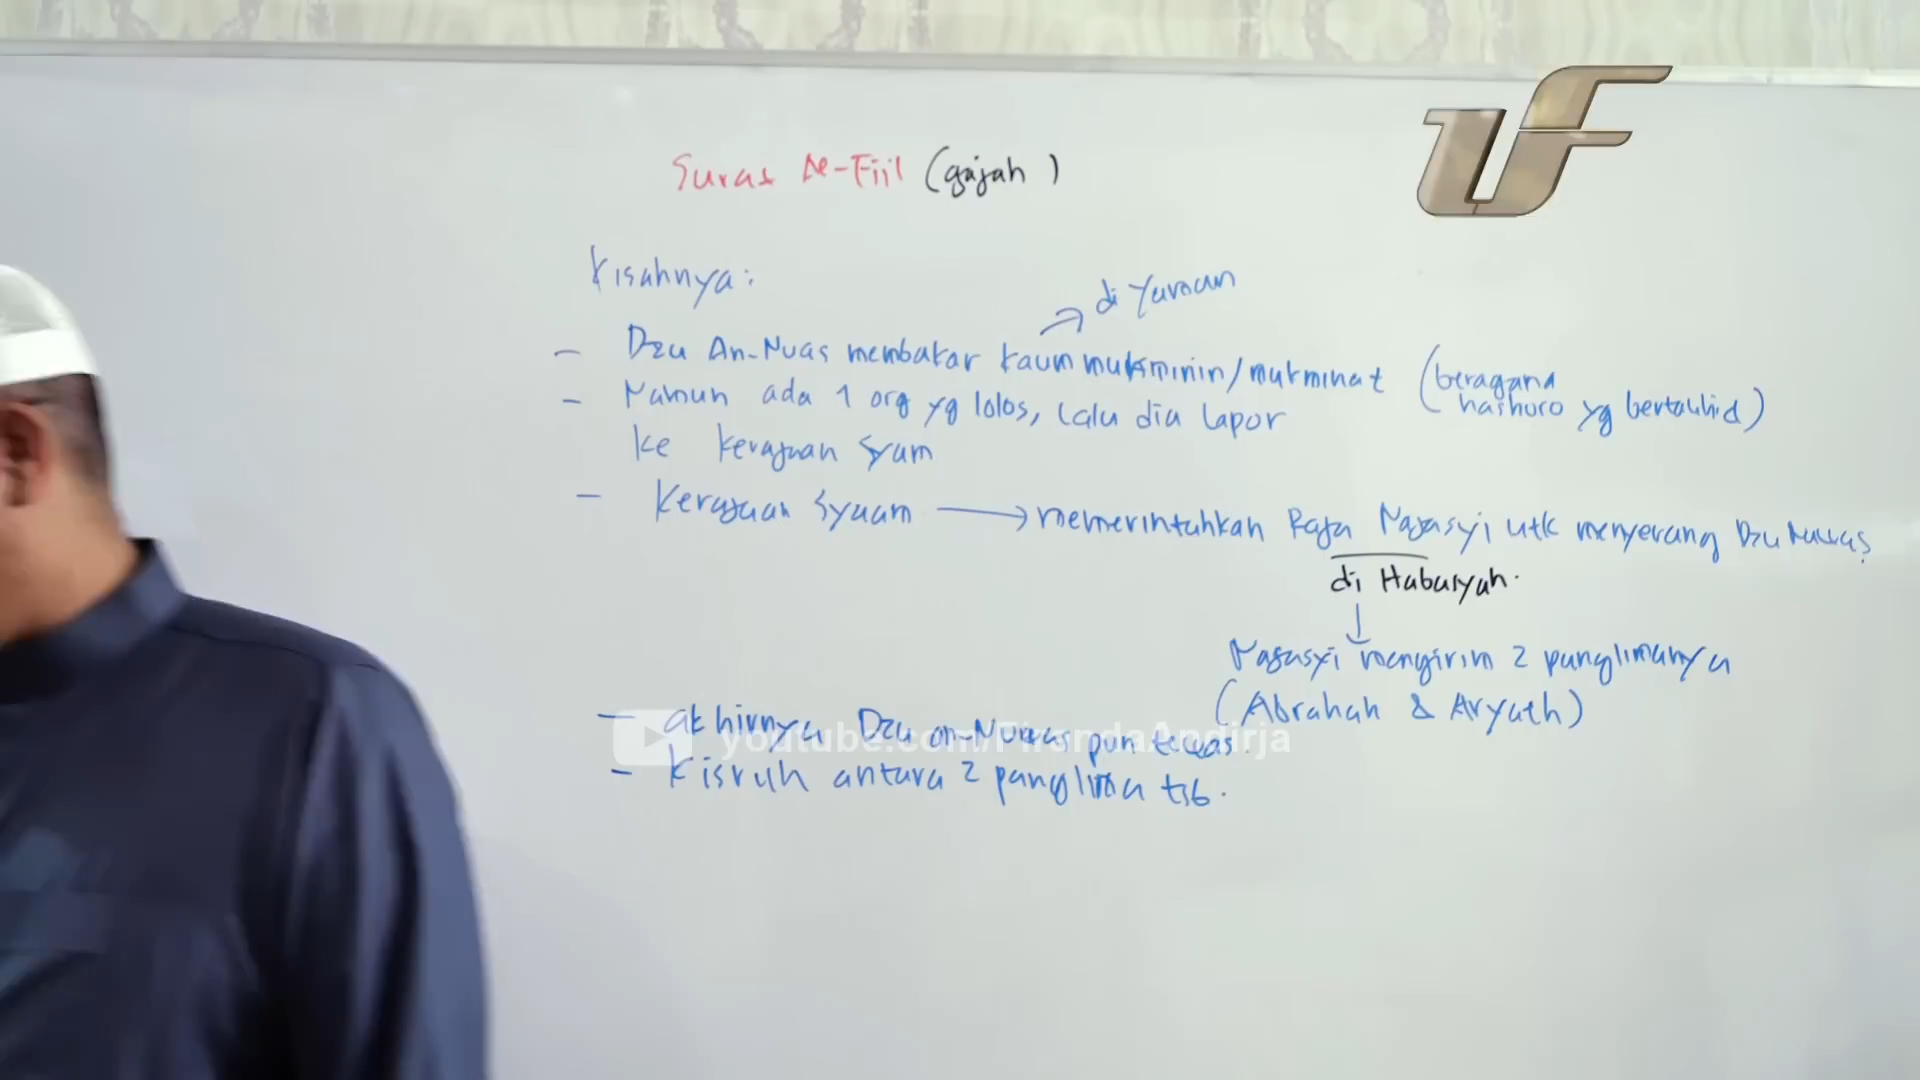 UF
Surat Al-Fiil (gajah)
Kisahnya:
di Yaman
- Dzu An-Nuas membakar kaum mukminin/mukminat (beragama nashoro yg bertauhid)
- Namun ada 1 org yg lolos, lalu dia lapor
ke kerajaan Syam
- Kerajaan Syaam → memerintahkan Raja Najasyi utk menyerang Dzu Nuwas
di Habasyah.
Najasyi mengirim 2 panglimanya
(Abrahah & Aryath)
- akhirnya Dzu an-Nuwas pun tewas.
youtube.com/FirandaAndirja
- Kisruh antara 2 panglima tsb.